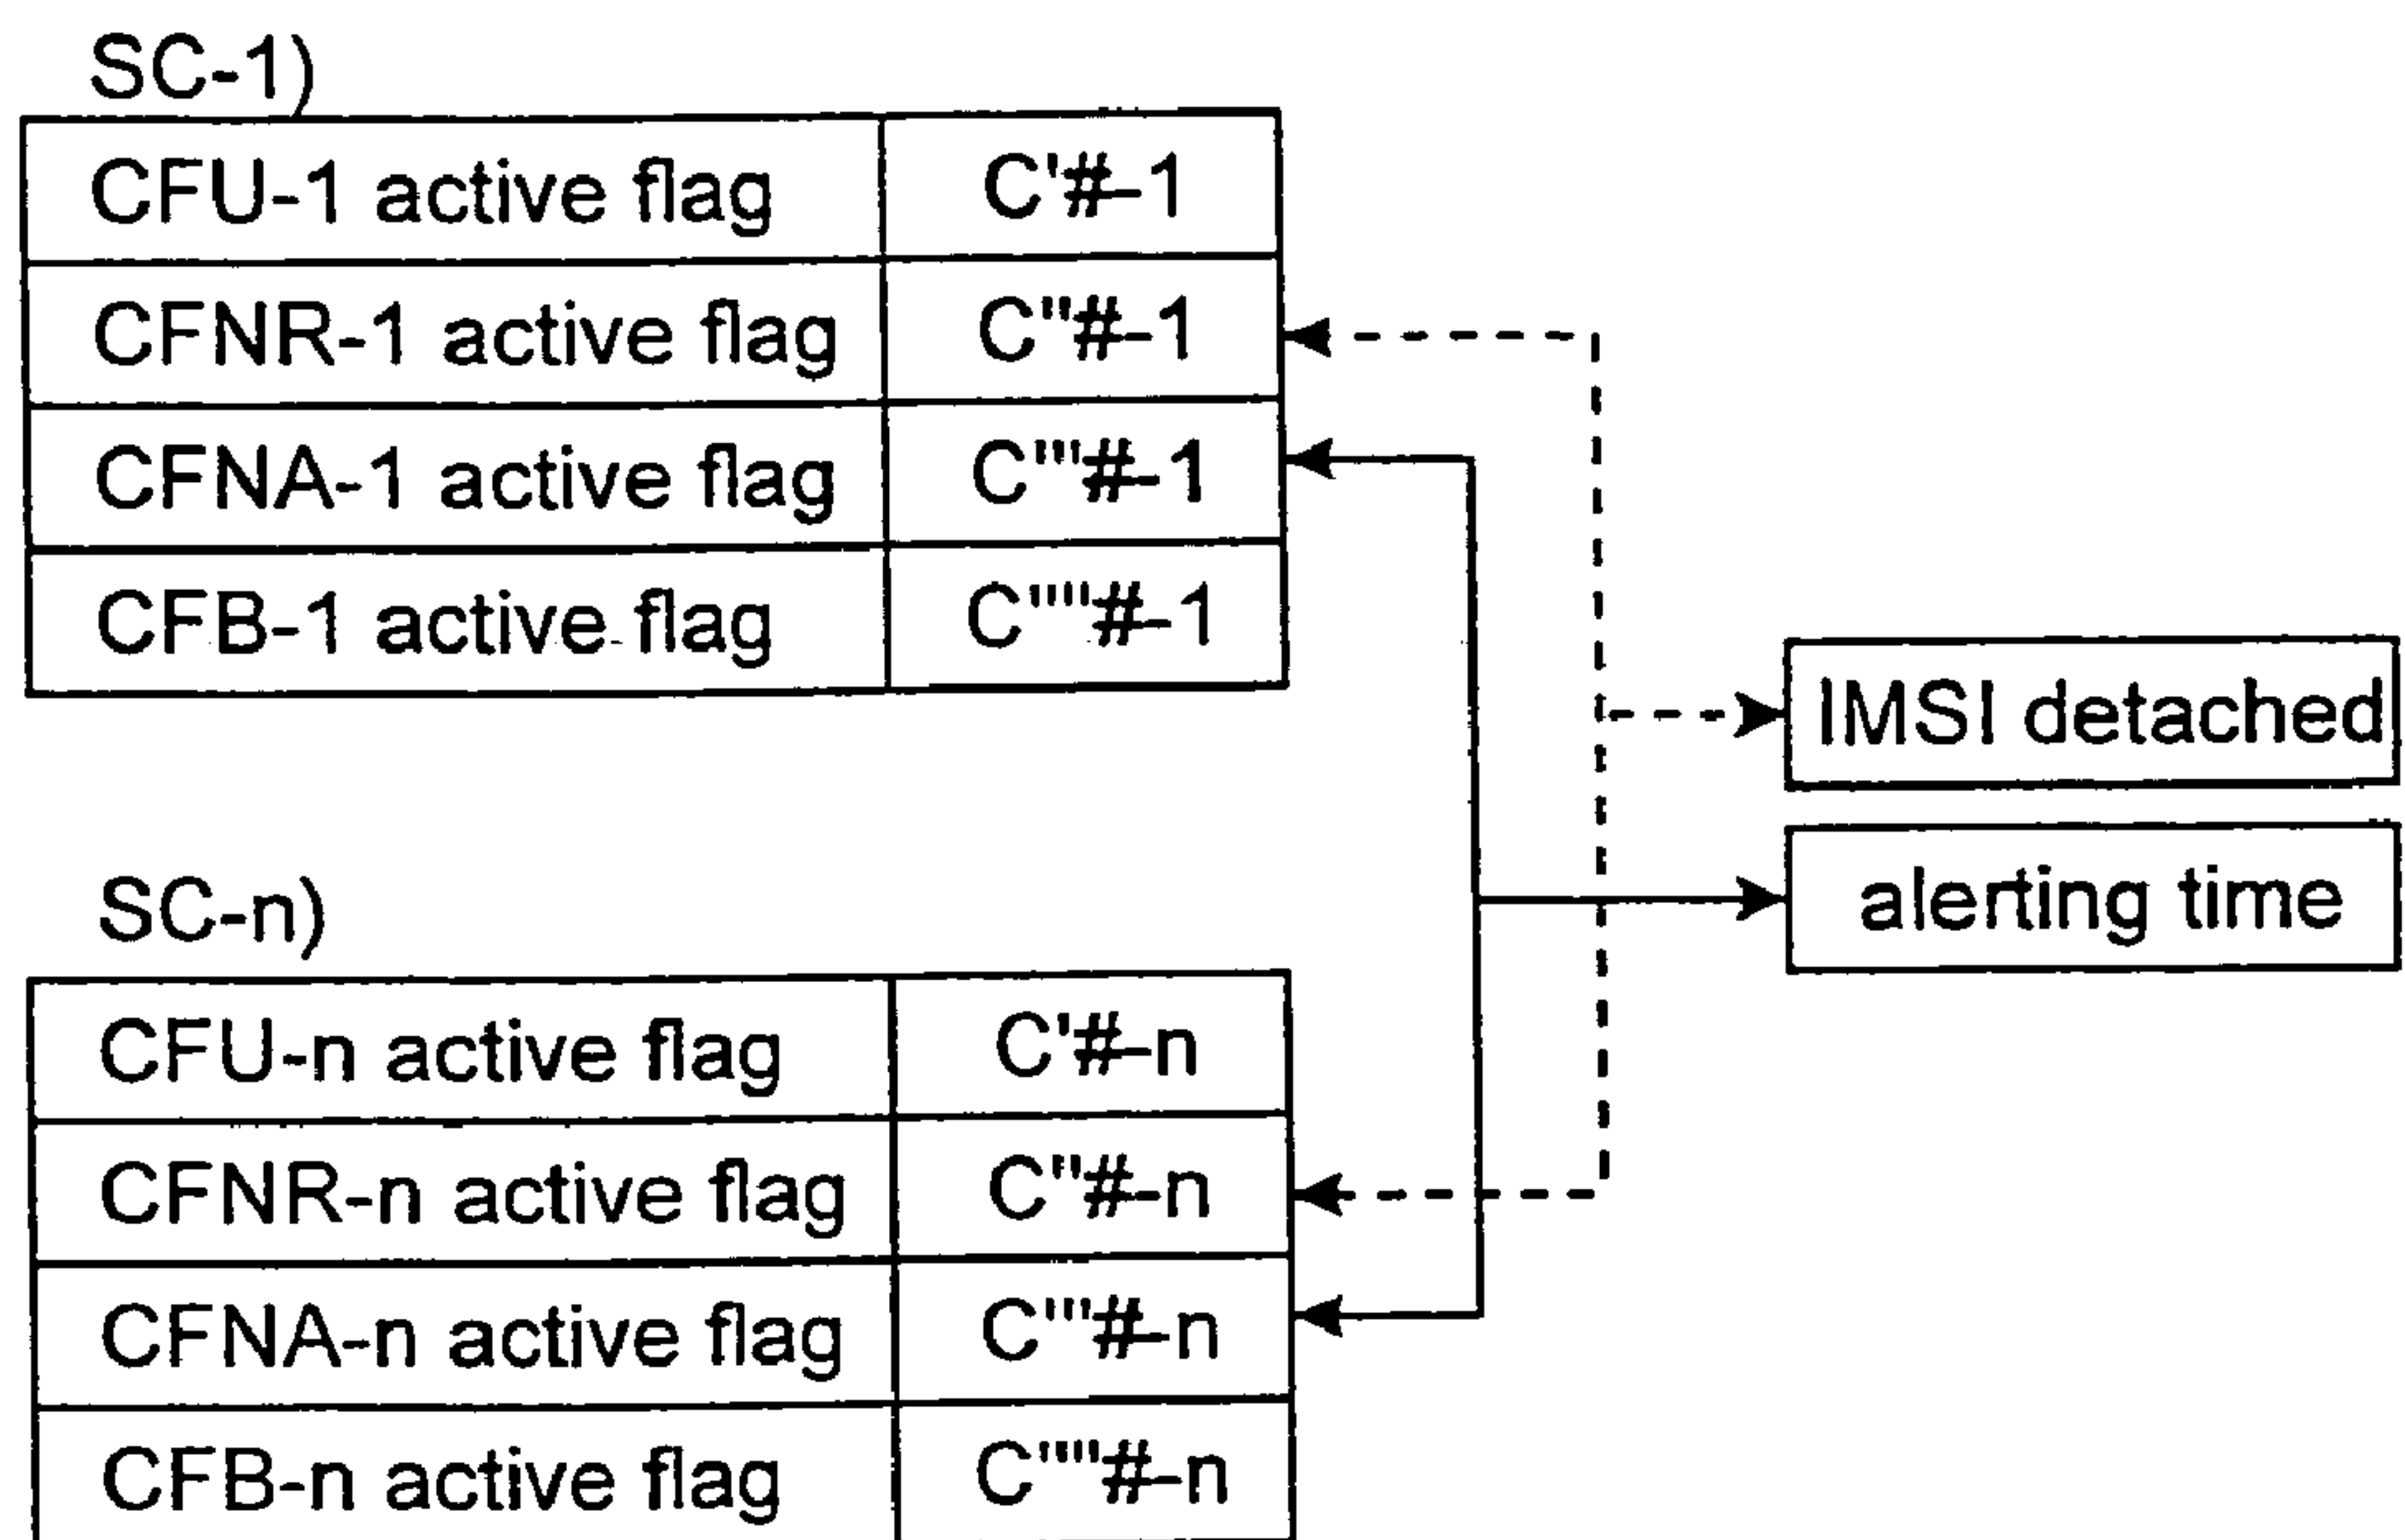 SC-1)
CFU-1 active flag C'#-1
CFNR-1 active flag C''#-1
CFNA-1 active flag C'''#-1
CFB-1 active flag C''''#-1
IMSI detached
alerting time
SC-n)
CFU-n active flag C'#-n
CFNR-n active flag C''#-n
CFNA-n active flag C'''#-n
CFB-n active flag C''''#-n